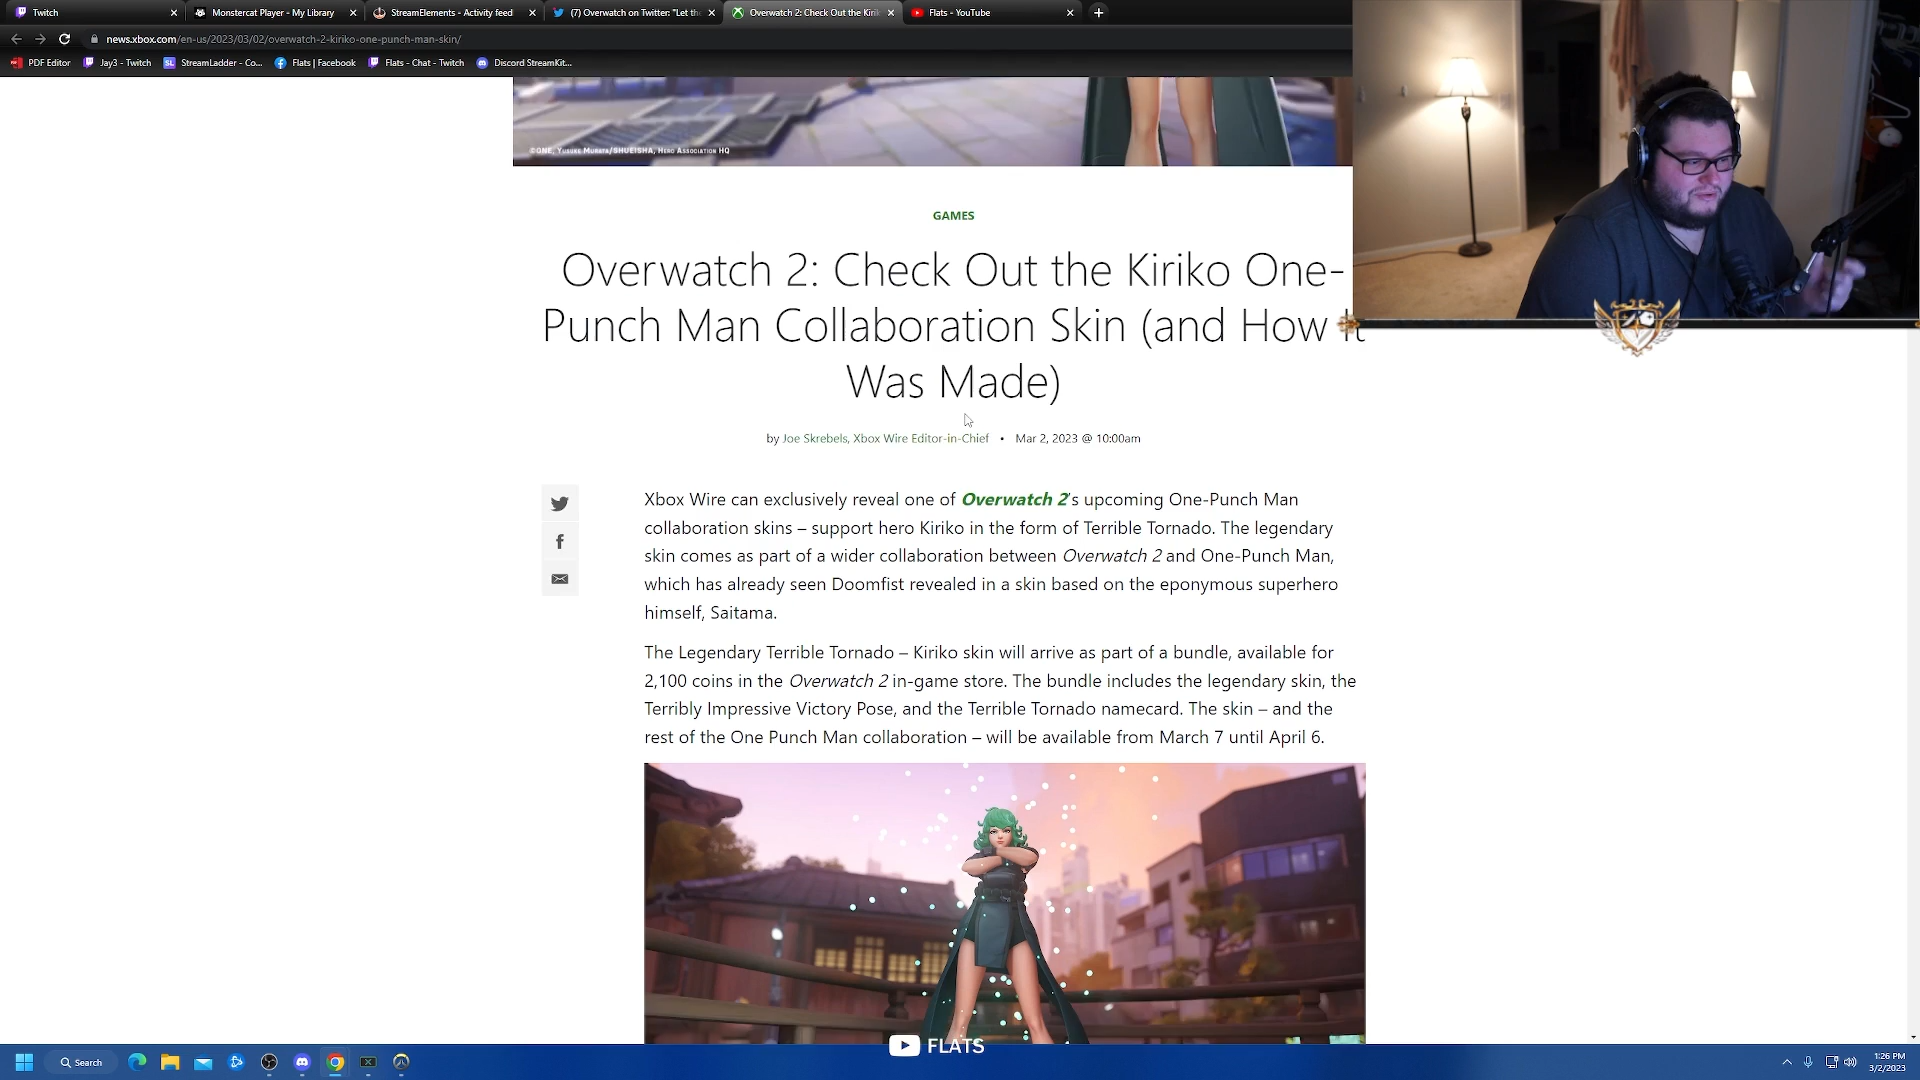 Twitch
Monstercat Player - My Library
StreamElements - Activity feed
(7) Overwatch on Twitter: "Let th
Overwatch 2: Check Out the Kirik
Flats - YouTube
news.xbox.com/en-us/2023/03/02/overwatch-2-kiriko-one-punch-man-skin/
PDF Editor
Jay3 - Twitch
SL
StreamLadder - Co...
Flats | Facebook
Flats - Chat - Twitch
Discord StreamKit...
©ONE, Yusuke Murata/SHUEISHA, Hero Association HQ
GAMES
Overwatch 2: Check Out the Kiriko One-
Punch Man Collaboration Skin (and How It
Was Made)
by Joe Skrebels, Xbox Wire Editor-in-Chief • Mar 2, 2023 @ 10:00am
Xbox Wire can exclusively reveal one of Overwatch 2's upcoming One-Punch Man
collaboration skins – support hero Kiriko in the form of Terrible Tornado. The legendary
skin comes as part of a wider collaboration between Overwatch 2 and One-Punch Man,
which has already seen Doomfist revealed in a skin based on the eponymous superhero
himself, Saitama.
The Legendary Terrible Tornado – Kiriko skin will arrive as part of a bundle, available for
2,100 coins in the Overwatch 2 in-game store. The bundle includes the legendary skin, the
Terribly Impressive Victory Pose, and the Terrible Tornado namecard. The skin – and the
rest of the One Punch Man collaboration – will be available from March 7 until April 6.
FLATS
Search
1:26 PM
3/2/2023